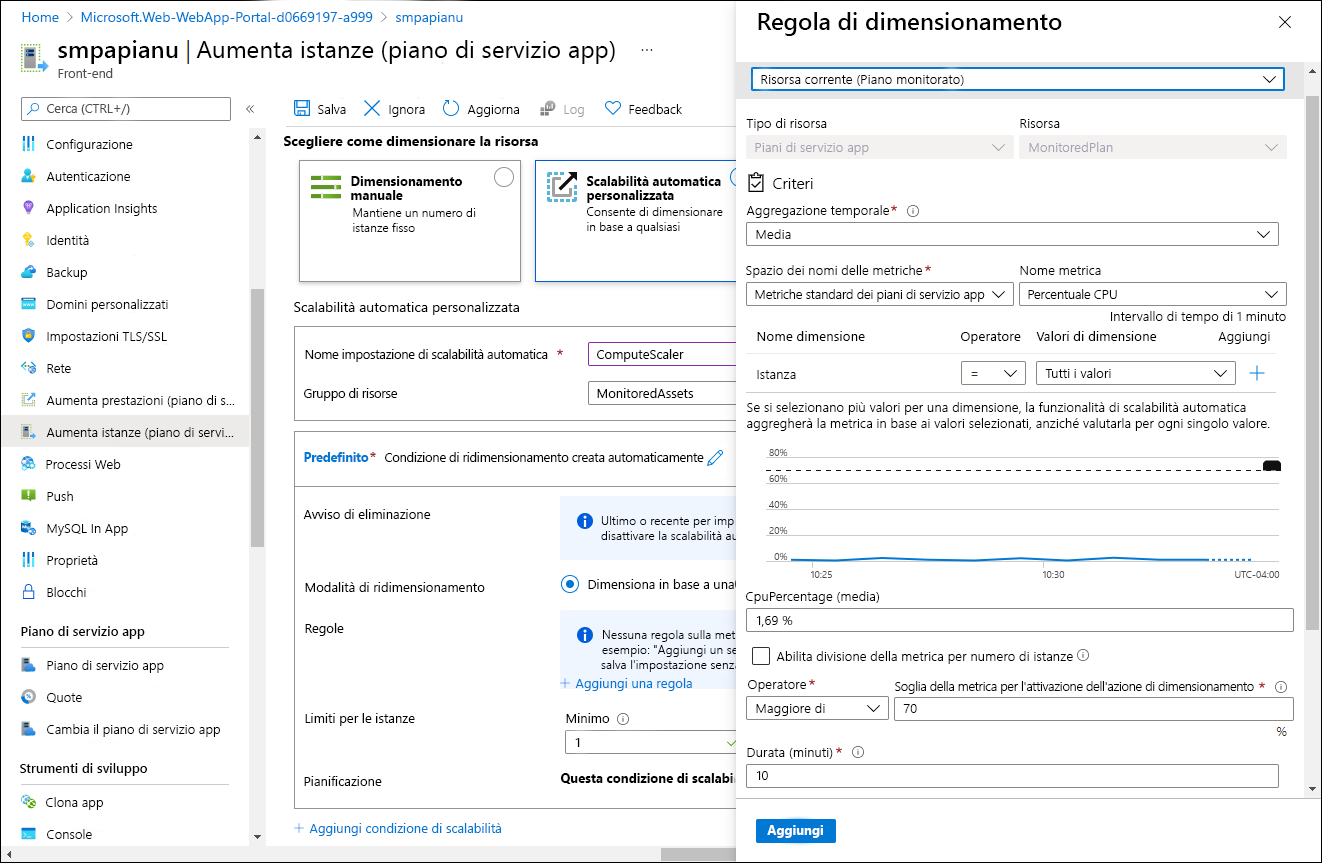 Home > Microsoft.Web-WebApp-Portal-d0669197-a999 > smpapianu
smpapianu | Aumenta istanze (piano di servizio app) ...
Front-end
Cerca (CTRL+/)
«
Configurazione
Autenticazione
Application Insights
Identità
Backup
Domini personalizzati
Impostazioni TLS/SSL
Rete
Aumenta prestazioni (piano di s...
Aumenta istanze (piano di servi...
Processi Web
Push
MySQL In App
Proprietà
Blocchi
Piano di servizio app
Piano di servizio app
Quote
Cambia il piano di servizio app
Strumenti di sviluppo
Clona app
Console
Salva
Ignora
Aggiorna
Log
Feedback
Scegliere come dimensionare la risorsa
Dimensionamento
manuale
Mantiene un numero di
istanze fisso
Scalabilità automatica
personalizzata
Consente di dimensionare
in base a qualsiasi
Scalabilità automatica personalizzata
Nome impostazione di scalabilità automatica *
ComputeScaler
Gruppo di risorse
MonitoredAssets
Predefinito* Condizione di ridimensionamento creata automaticamente
Avviso di eliminazione
Ultimo o recente per imp
disattivare la scalabilità au
Modalità di ridimensionamento
Dimensiona in base a una
Regole
Nessuna regola sulla met
esempio: "Aggiungi un se
salva l'impostazione senza
+ Aggiungi una regola
Limiti per le istanze
Minimo
1
Pianificazione
Questa condizione di scalabi
+ Aggiungi condizione di scalabilità
Regola di dimensionamento
Risorsa corrente (Piano monitorato)
Tipo di risorsa
Risorsa
Piani di servizio app
MonitoredPlan
Criteri
Aggregazione temporale*
Media
Spazio dei nomi delle metriche*
Nome metrica
Metriche standard dei piani di servizio app
Percentuale CPU
Intervallo di tempo di 1 minuto
Nome dimensione
Operatore
Valori di dimensione
Aggiungi
Istanza
=
Tutti i valori
+
Se si selezionano più valori per una dimensione, la funzionalità di scalabilità automatica
aggregherà la metrica in base ai valori selezionati, anziché valutarla per ogni singolo valore.
80%
60%
40%
20%
0%
10:25
10:30
UTC-04:00
CpuPercentage (media)
1,69 %
Abilita divisione della metrica per numero di istanze
Operatore*
Soglia della metrica per l'attivazione dell'azione di dimensionamento *
Maggiore di
70
%
Durata (minuti) *
10
Aggiungi